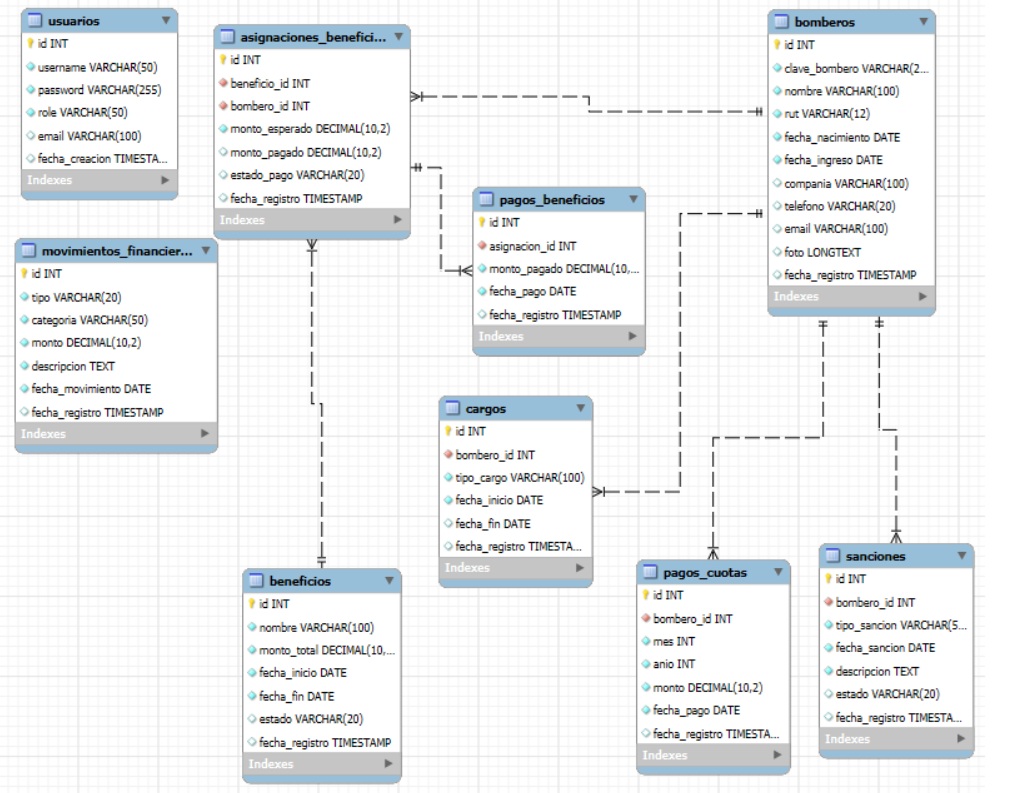 usuarios
id INT
username VARCHAR(50)
password VARCHAR(255)
role VARCHAR(50)
email VARCHAR(100)
fecha_creacion TIMESTA...
Indexes
asignaciones_benefici...
id INT
beneficio_id INT
bombero_id INT
monto_esperado DECIMAL(10,2)
monto_pagado DECIMAL(10,2)
estado_pago VARCHAR(20)
fecha_registro TIMESTAMP
Indexes
bomberos
id INT
clave_bombero VARCHAR(2...
nombre VARCHAR(100)
rut VARCHAR(12)
fecha_nacimiento DATE
fecha_ingreso DATE
compania VARCHAR(100)
telefono VARCHAR(20)
email VARCHAR(100)
foto LONGTEXT
fecha_registro TIMESTAMP
Indexes
pagos_beneficios
id INT
asignacion_id INT
monto_pagado DECIMAL(10,...
fecha_pago DATE
fecha_registro TIMESTAMP
Indexes
movimientos_financier...
id INT
tipo VARCHAR(20)
categoria VARCHAR(50)
monto DECIMAL(10,2)
descripcion TEXT
fecha_movimiento DATE
fecha_registro TIMESTAMP
Indexes
cargos
id INT
bombero_id INT
tipo_cargo VARCHAR(100)
fecha_inicio DATE
fecha_fin DATE
fecha_registro TIMESTA...
Indexes
beneficios
id INT
nombre VARCHAR(100)
monto_total DECIMAL(10,...
fecha_inicio DATE
fecha_fin DATE
estado VARCHAR(20)
fecha_registro TIMESTAMP
Indexes
pagos_cuotas
id INT
bombero_id INT
mes INT
anio INT
monto DECIMAL(10,2)
fecha_pago DATE
fecha_registro TIMESTA...
Indexes
sanciones
id INT
bombero_id INT
tipo_sancion VARCHAR(5...
fecha_sancion DATE
descripcion TEXT
estado VARCHAR(20)
fecha_registro TIMESTA...
Indexes